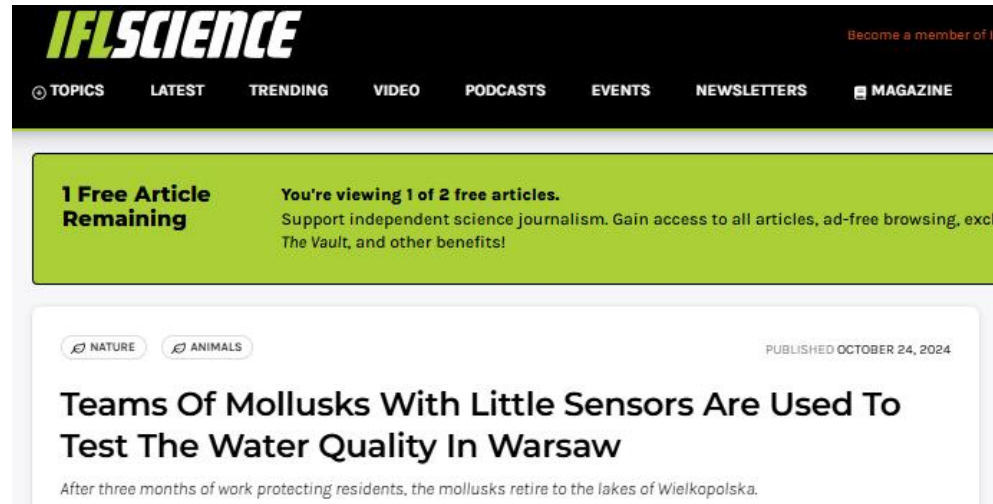 IFLSCIENCE
Become a member of
TOPICS LATEST TRENDING VIDEO PODCASTS EVENTS NEWSLETTERS MAGAZINE
1 Free Article
Remaining
You're viewing 1 of 2 free articles.
Support independent science journalism. Gain access to all articles, ad-free browsing,
The Vault, and other benefits!
NATURE ANIMALS PUBLISHED OCTOBER 24, 2024
Teams Of Mollusks With Little Sensors Are Used To
Test The Water Quality In Warsaw
After three months of work protecting residents, the mollusks retire to the lakes of Wielkopolska.